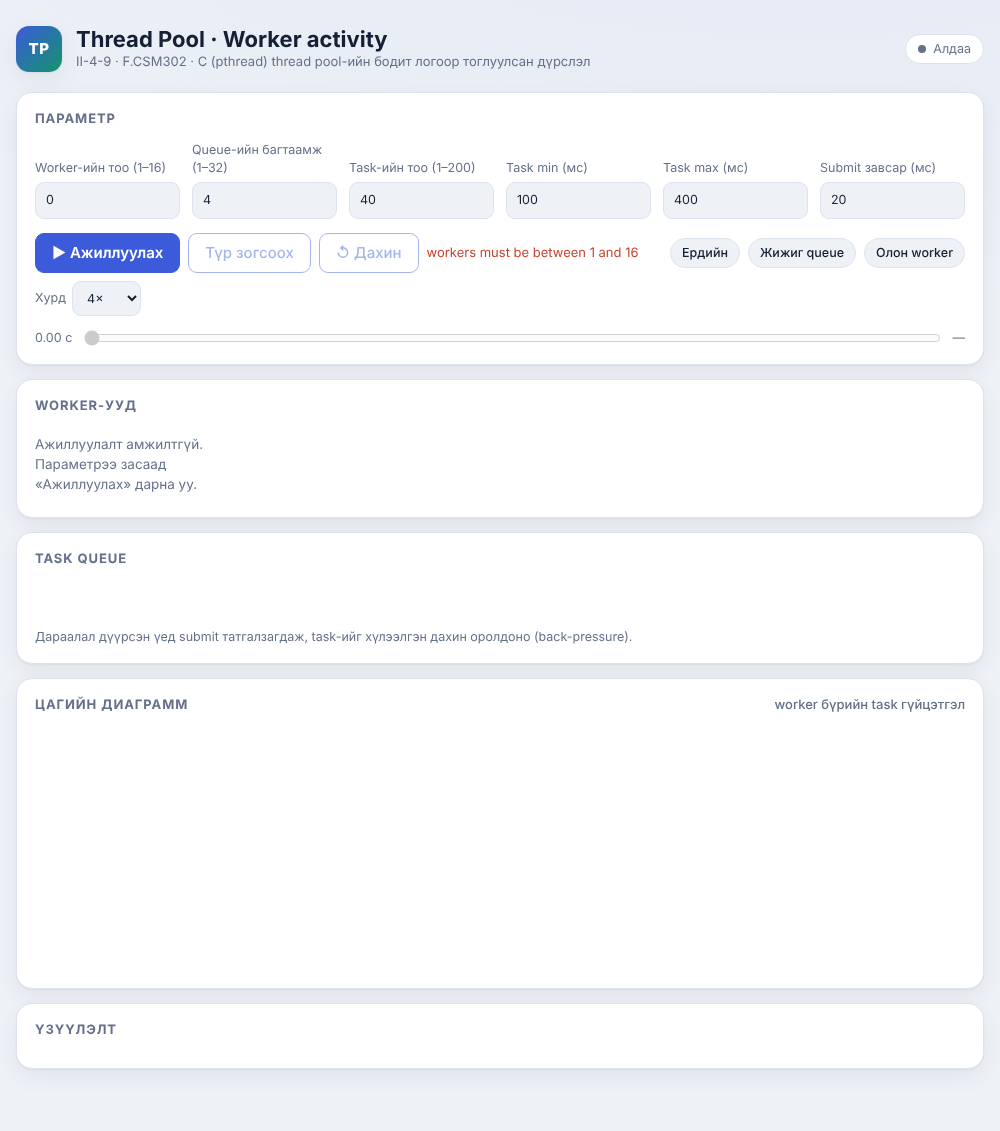 TP
Thread Pool · Worker activity
II-4-9 · F.CSM302 · C (pthread) thread pool-ийн бодит логоор тоглуулсан дүрслэл
Алдаа
ПАРАМЕТР
Worker-ийн тоо (1–16)
Queue-ийн багтаамж
(1–32)
Task-ийн тоо (1–200)
Task min (мс)
Task max (мс)
Submit завсар (мс)
0
4
40
100
400
20
▶ Ажиллуулах
Түр зогсоох
↺ Дахин
workers must be between 1 and 16
Ердийн
Жижиг queue
Олон worker
Хурд
4×
0.00 с
—
WORKER-УУД
Ажиллуулалт амжилтгүй.
Параметрээ засаад
«Ажиллуулах» дарна уу.
TASK QUEUE
Дараалал дүүрсэн үед submit татгалзагдаж, task-ийг хүлээлгэн дахин оролдоно (back-pressure).
ЦАГИЙН ДИАГРАММ
worker бүрийн task гүйцэтгэл
ҮЗҮҮЛЭЛТ